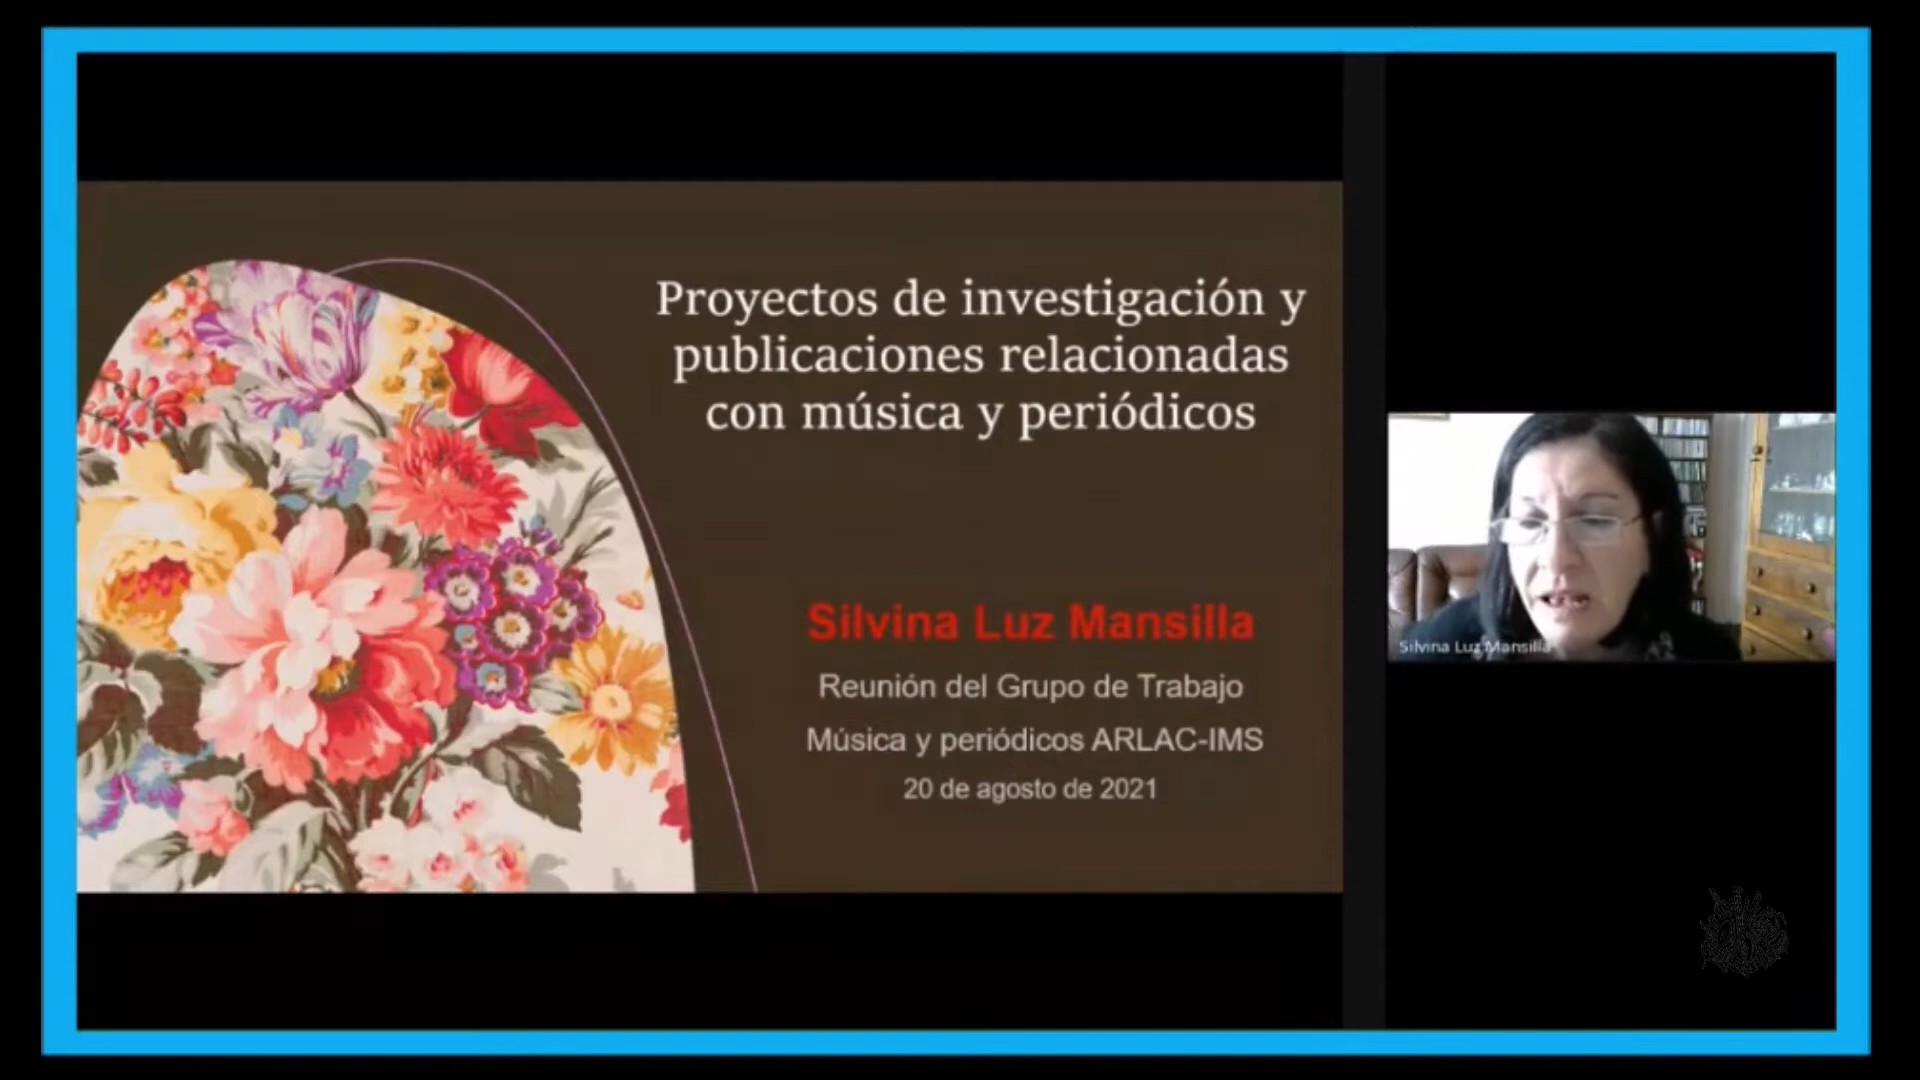 Proyectos de investigación y
publicaciones relacionadas
con música y periódicos
Silvina Luz Mansilla
Reunión del Grupo de Trabajo
Música y periódicos ARLAC-IMS
20 de agosto de 2021
Silvina Luz Mansilla